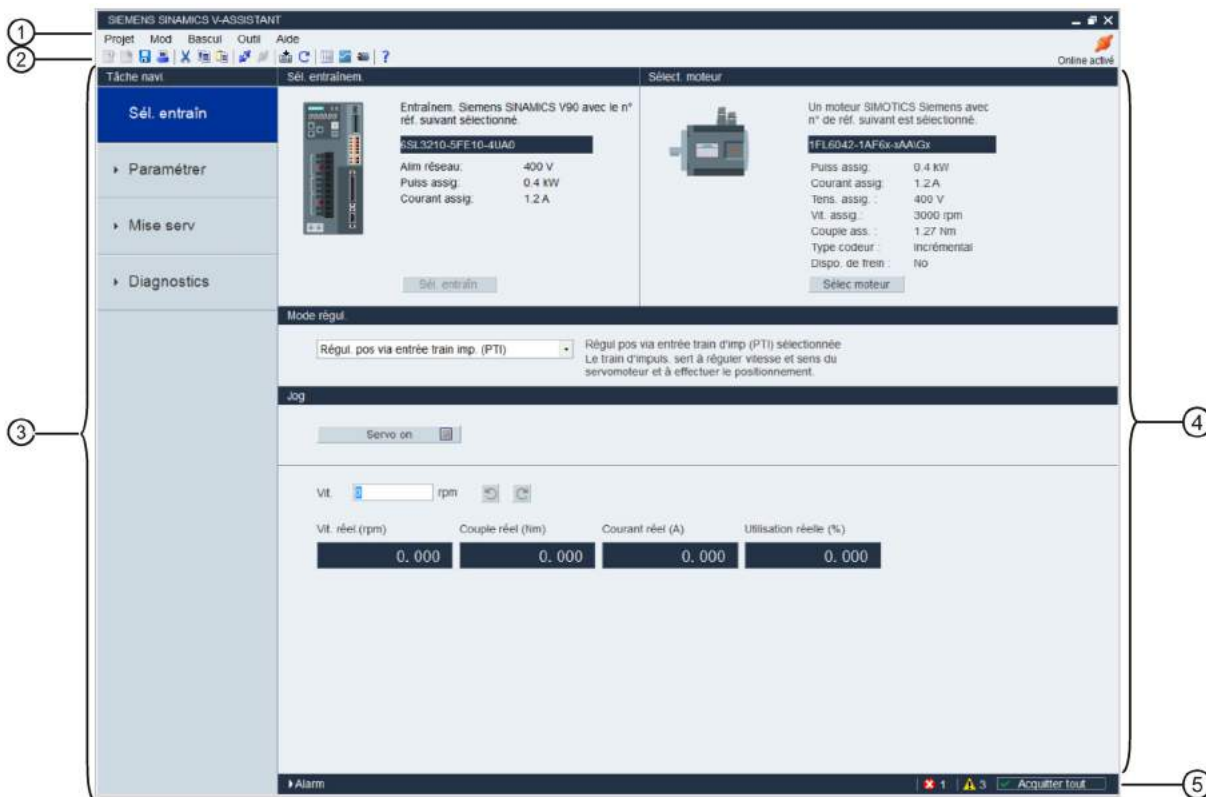 SIEMENS SINAMICS V-ASSISTANT
① Projet Mod Bascul Outil Aide
②
?
Online activé
Tâche navi
Sél. entraîn
Paramétrer
Mise serv
Diagnostics
③
Sél. entraînem.
Entraînem. Siemens SINAMICS V90 avec le n°
réf. suivant sélectionné.
6SL3210-5FE10-4UA0
Alim réseau: 400 V
Puiss assig: 0.4 kW
Courant assig: 1.2 A
Sél. entraîn
Sélect. moteur
Un moteur SIMOTICS Siemens avec
n° de réf. suivant est sélectionné.
1FL6042-1AF6x-xAA\Gx
Puiss assig: 0.4 kW
Courant assig: 1.2 A
Tens. assig. : 400 V
Vit. assig.: 3000 rpm
Couple ass. : 1.27 Nm
Type codeur : Incrémental
Dispo. de frein : No
Sélec moteur
Mode régul.
Régul. pos via entrée train imp. (PTI)
Régul pos via entrée train d'imp (PTI) sélectionnée
Le train d'impuls. sert à réguler vitesse et sens du
servomoteur et à effectuer le positionnement.
Jog
Servo on
④
Vit. 0 rpm
Vit. réel.(rpm) Couple réel (Nm) Courant réel (A) Utilisation réelle (%)
0. 000 0. 000 0. 000 0. 000
Alarm
1 3 Acquitter tout
⑤